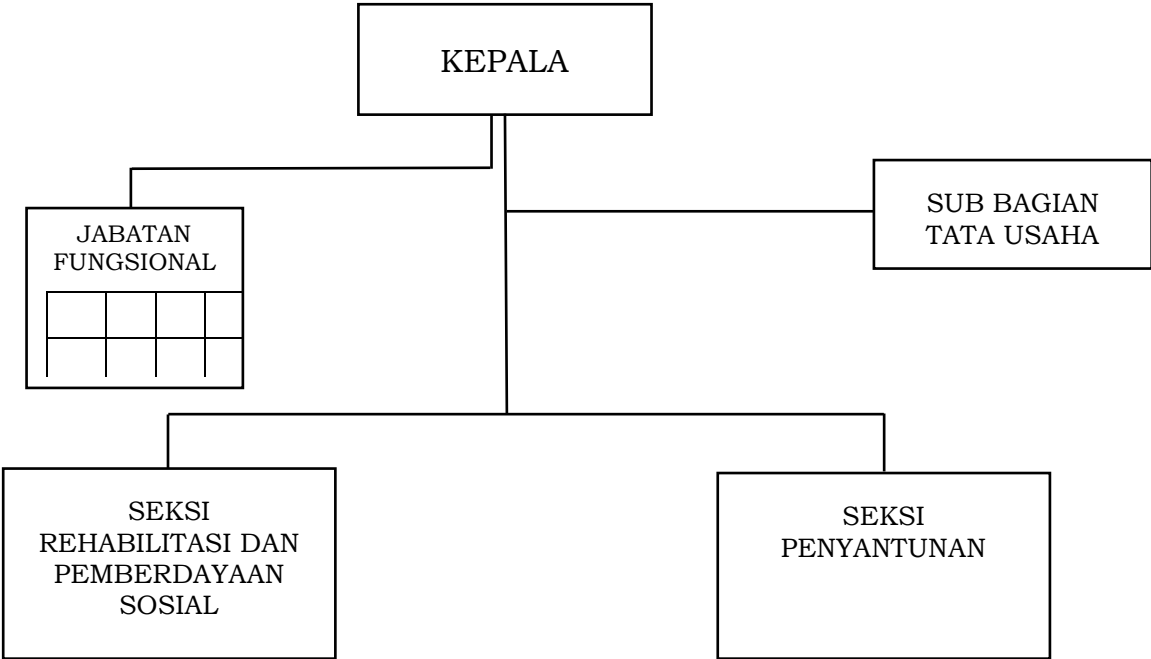 KEPALA
SUB BAGIAN
TATA USAHA
JABATAN
FUNGSIONAL
SEKSI
REHABILITASI DAN
PEMBERDAYAAN
SOSIAL
SEKSI
PENYANTUNAN